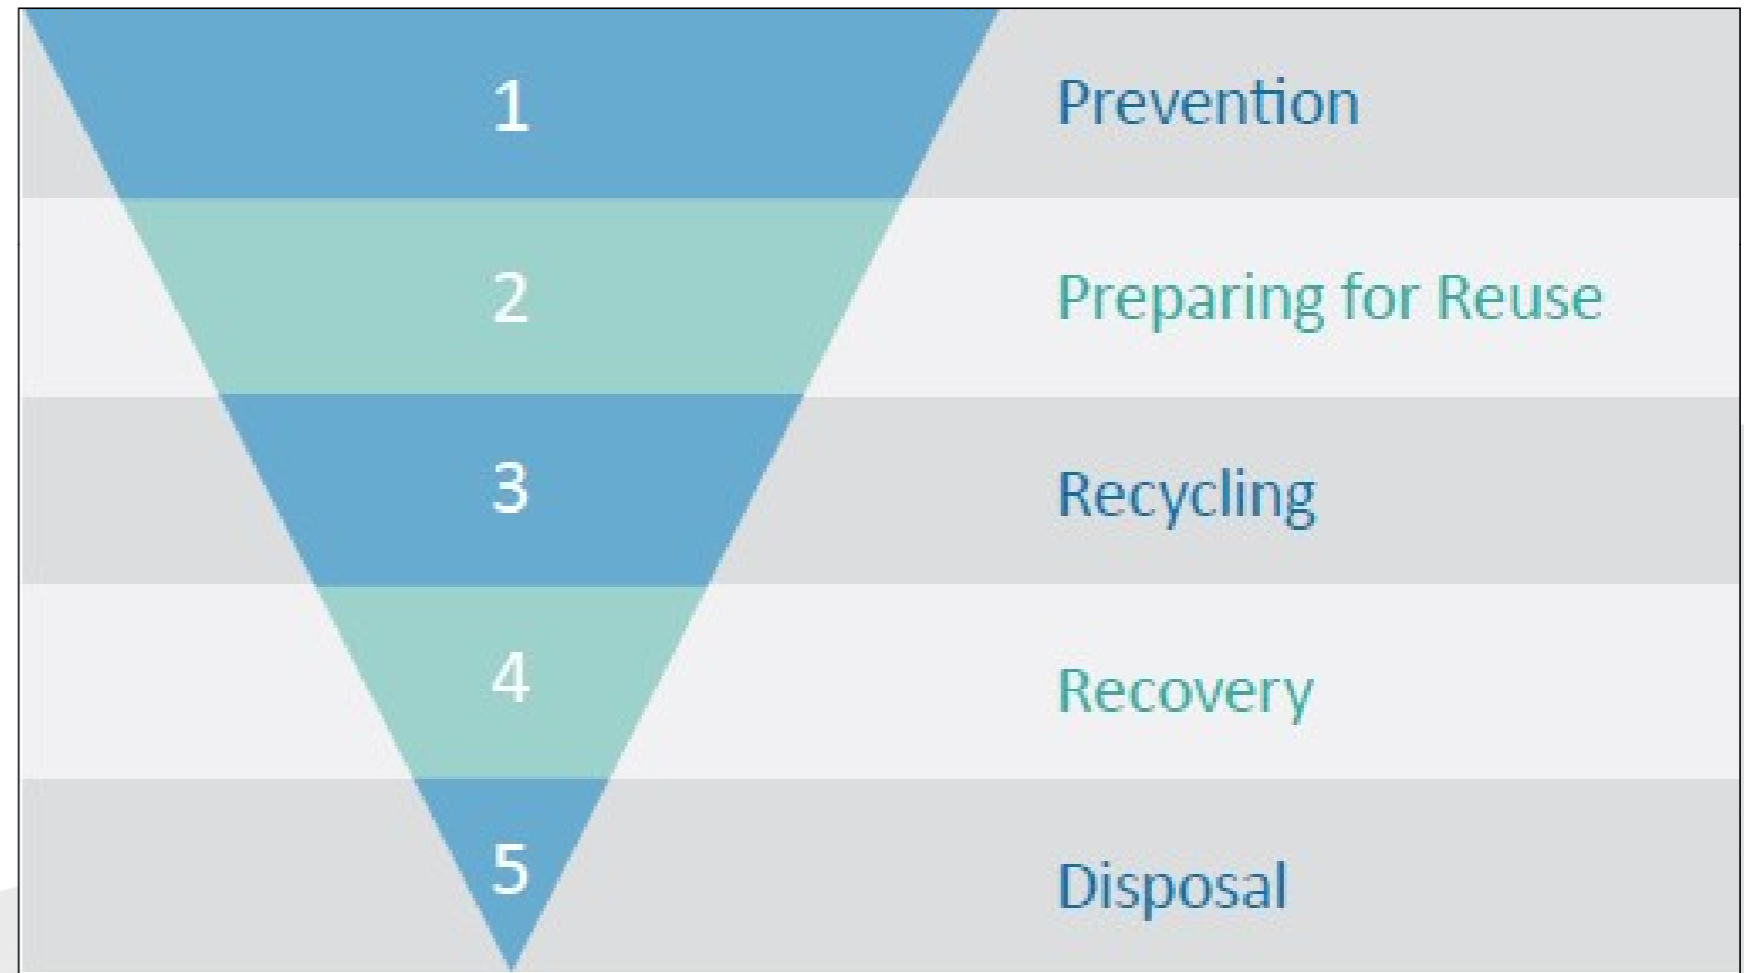 1 Prevention
2 Preparing for Reuse
3 Recycling
4 Recovery
5 Disposal